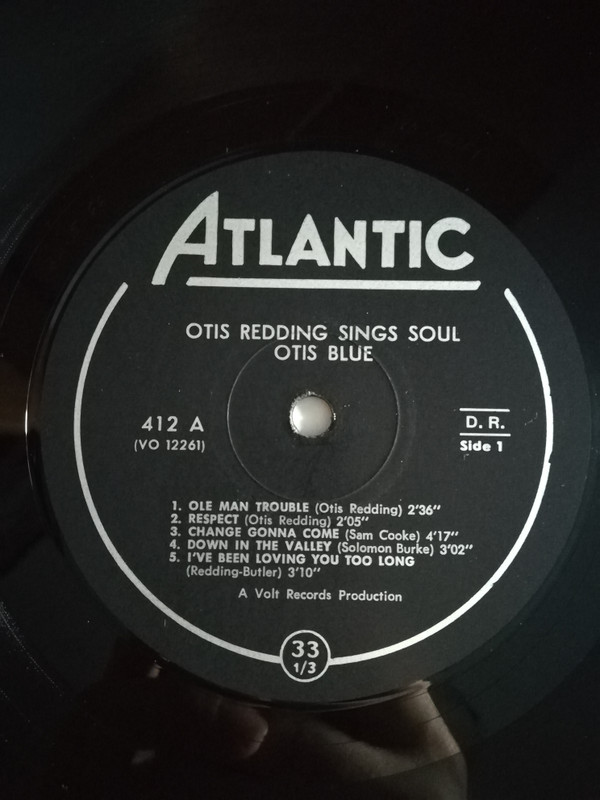 ATLANTIC
OTIS REDDING SINGS SOUL
OTIS BLUE
412 A
(VO 12261)
D. R.
Side 1
1. OLE MAN TROUBLE (Otis Redding) 2'36"
2. RESPECT (Otis Redding) 2'05"
3. CHANGE GONNA COME (Sam Cooke) 4'17"
4. DOWN IN THE VALLEY (Solomon Burke) 3'02"
5. I'VE BEEN LOVING YOU TOO LONG
(Redding-Butler) 3'10"
A Volt Records Production
33
1/3